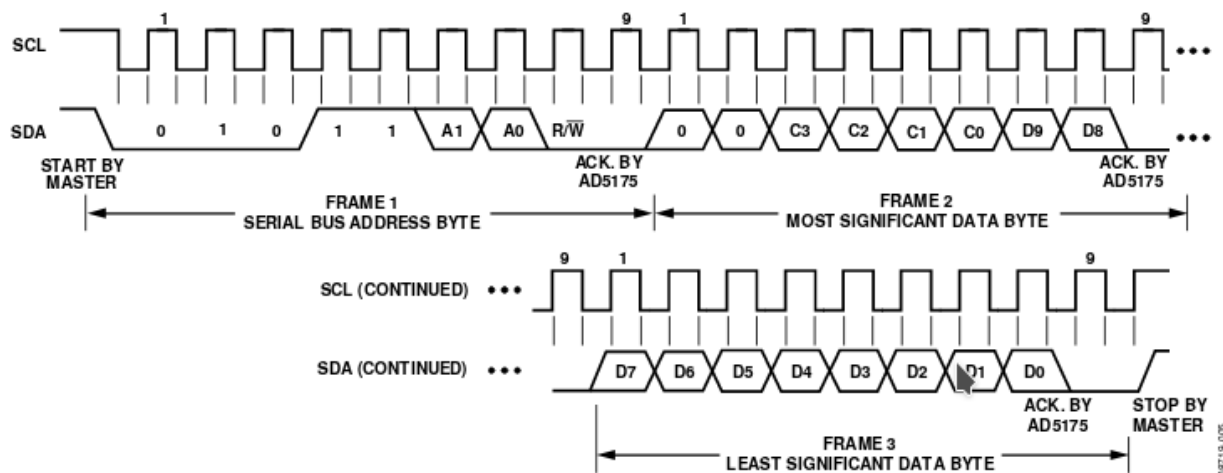 1 9 1 9
SCL
SDA 0 1 0 1 1 A1 A0 R/W 0 0 C3 C2 C1 C0 D9 D8
START BY
MASTER
ACK. BY
AD5175
ACK. BY
AD5175
FRAME 1
SERIAL BUS ADDRESS BYTE
FRAME 2
MOST SIGNIFICANT DATA BYTE
9 1 9
SCL (CONTINUED)
SDA (CONTINUED) D7 D6 D5 D4 D3 D2 D1 D0
ACK. BY
AD5175
STOP BY
MASTER
FRAME 3
LEAST SIGNIFICANT DATA BYTE